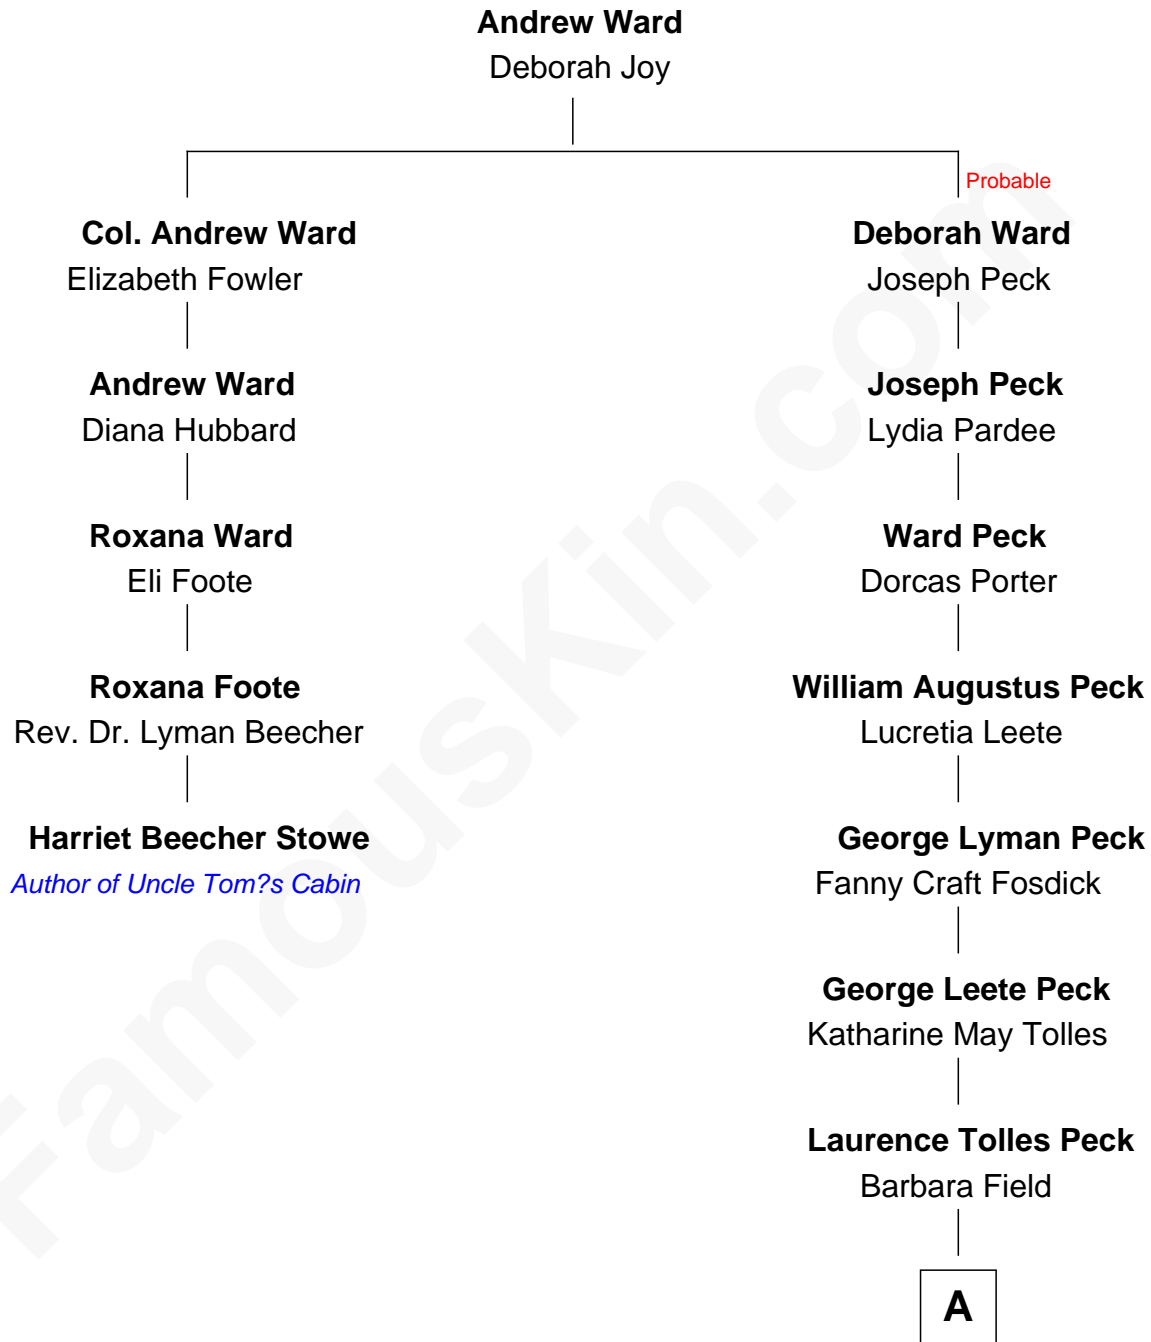 Andrew Ward
Deborah Joy
Probable
Col. Andrew Ward
Elizabeth Fowler
Deborah Ward
Joseph Peck
Andrew Ward
Diana Hubbard
Joseph Peck
Lydia Pardee
Roxana Ward
Eli Foote
Ward Peck
Dorcas Porter
Roxana Foote
Rev. Dr. Lyman Beecher
William Augustus Peck
Lucretia Leete
Harriet Beecher Stowe
Author of Uncle Tom?s Cabin
George Lyman Peck
Fanny Craft Fosdick
George Leete Peck
Katharine May Tolles
Laurence Tolles Peck
Barbara Field
A
FamousKin.com